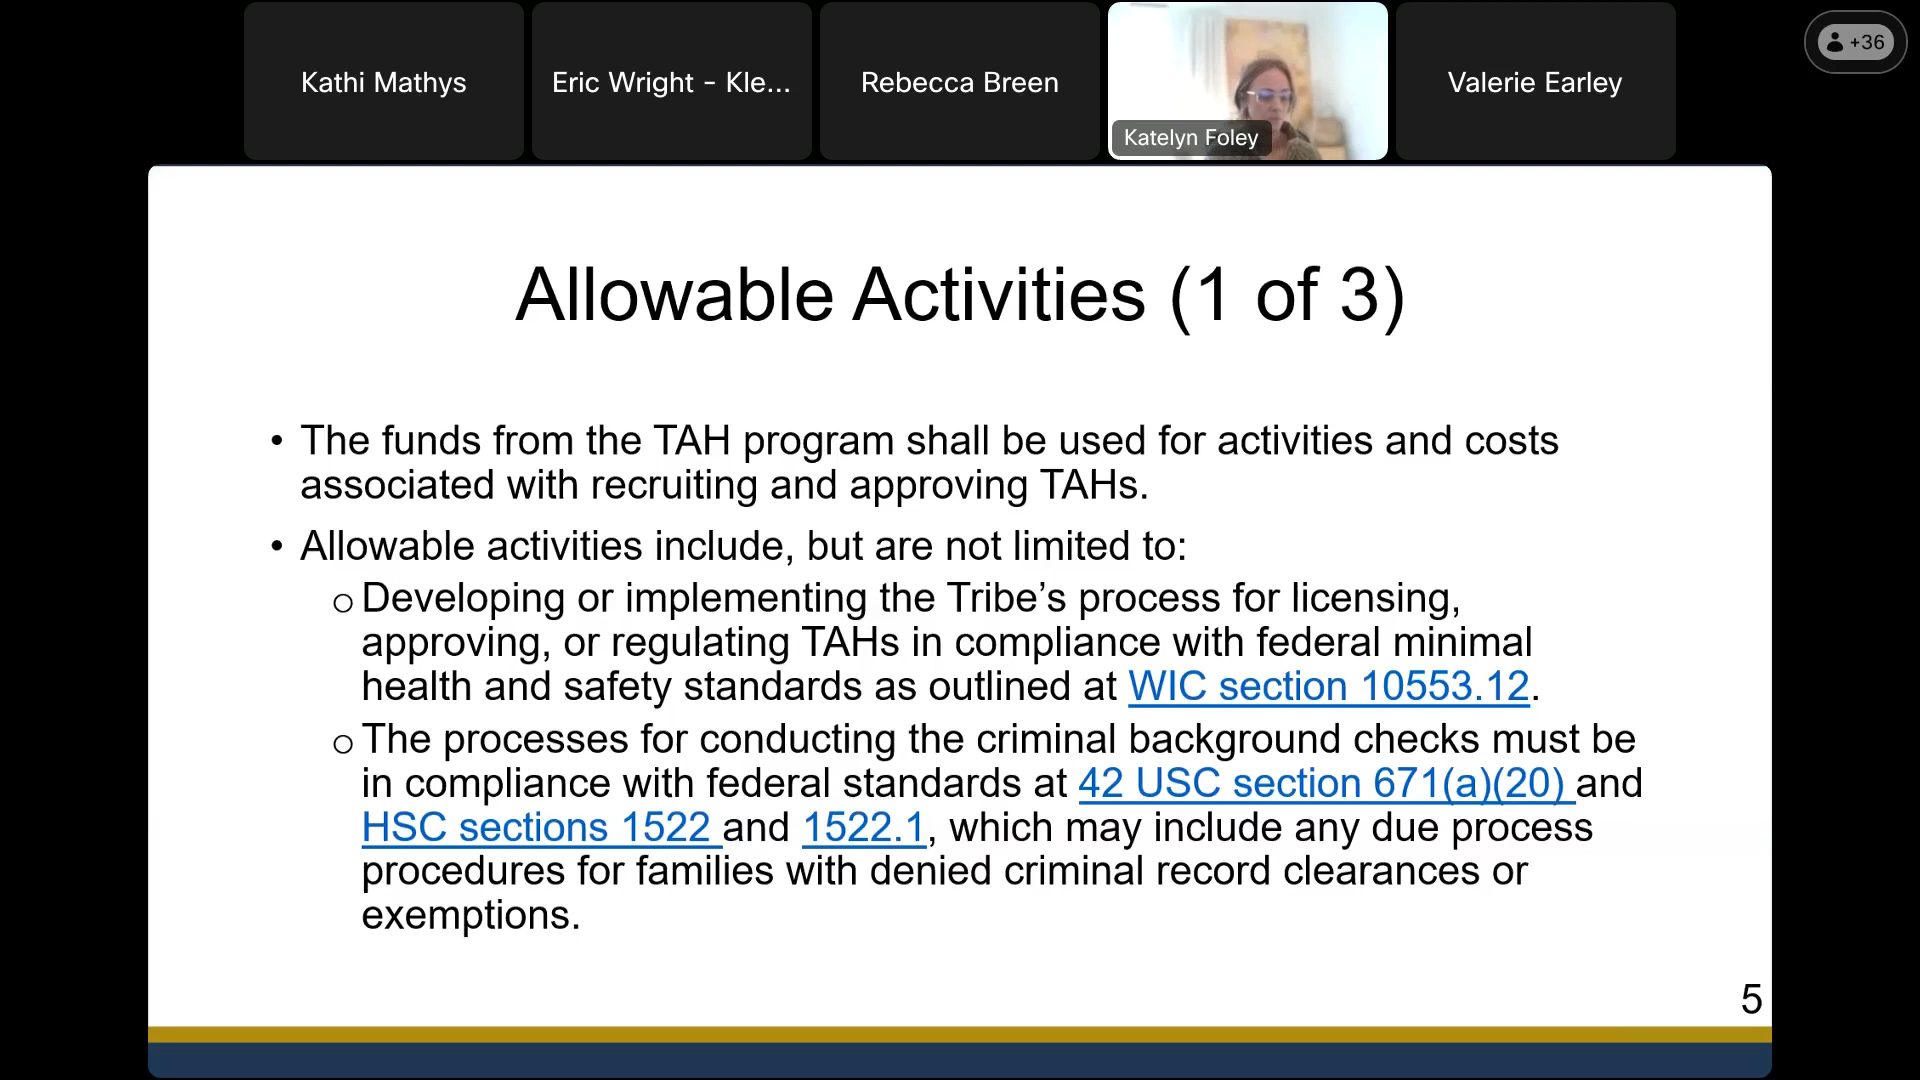 Kathi Mathys
Eric Wright - Kle...
Rebecca Breen
Katelyn Foley
Valerie Earley
+36
Allowable Activities (1 of 3)
• The funds from the TAH program shall be used for activities and costs
associated with recruiting and approving TAHs.
• Allowable activities include, but are not limited to:
o Developing or implementing the Tribe’s process for licensing,
approving, or regulating TAHs in compliance with federal minimal
health and safety standards as outlined at WIC section 10553.12.
o The processes for conducting the criminal background checks must be
in compliance with federal standards at 42 USC section 671(a)(20) and
HSC sections 1522 and 1522.1, which may include any due process
procedures for families with denied criminal record clearances or
exemptions.
5